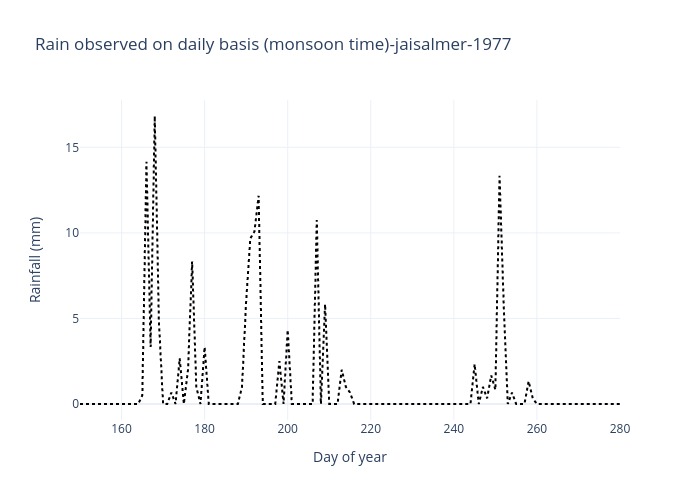 Rain observed on daily basis (monsoon time)-jaisalmer-1977
15
10
5
0
Rainfall (mm)
160 180 200 220 240 260 280
Day of year